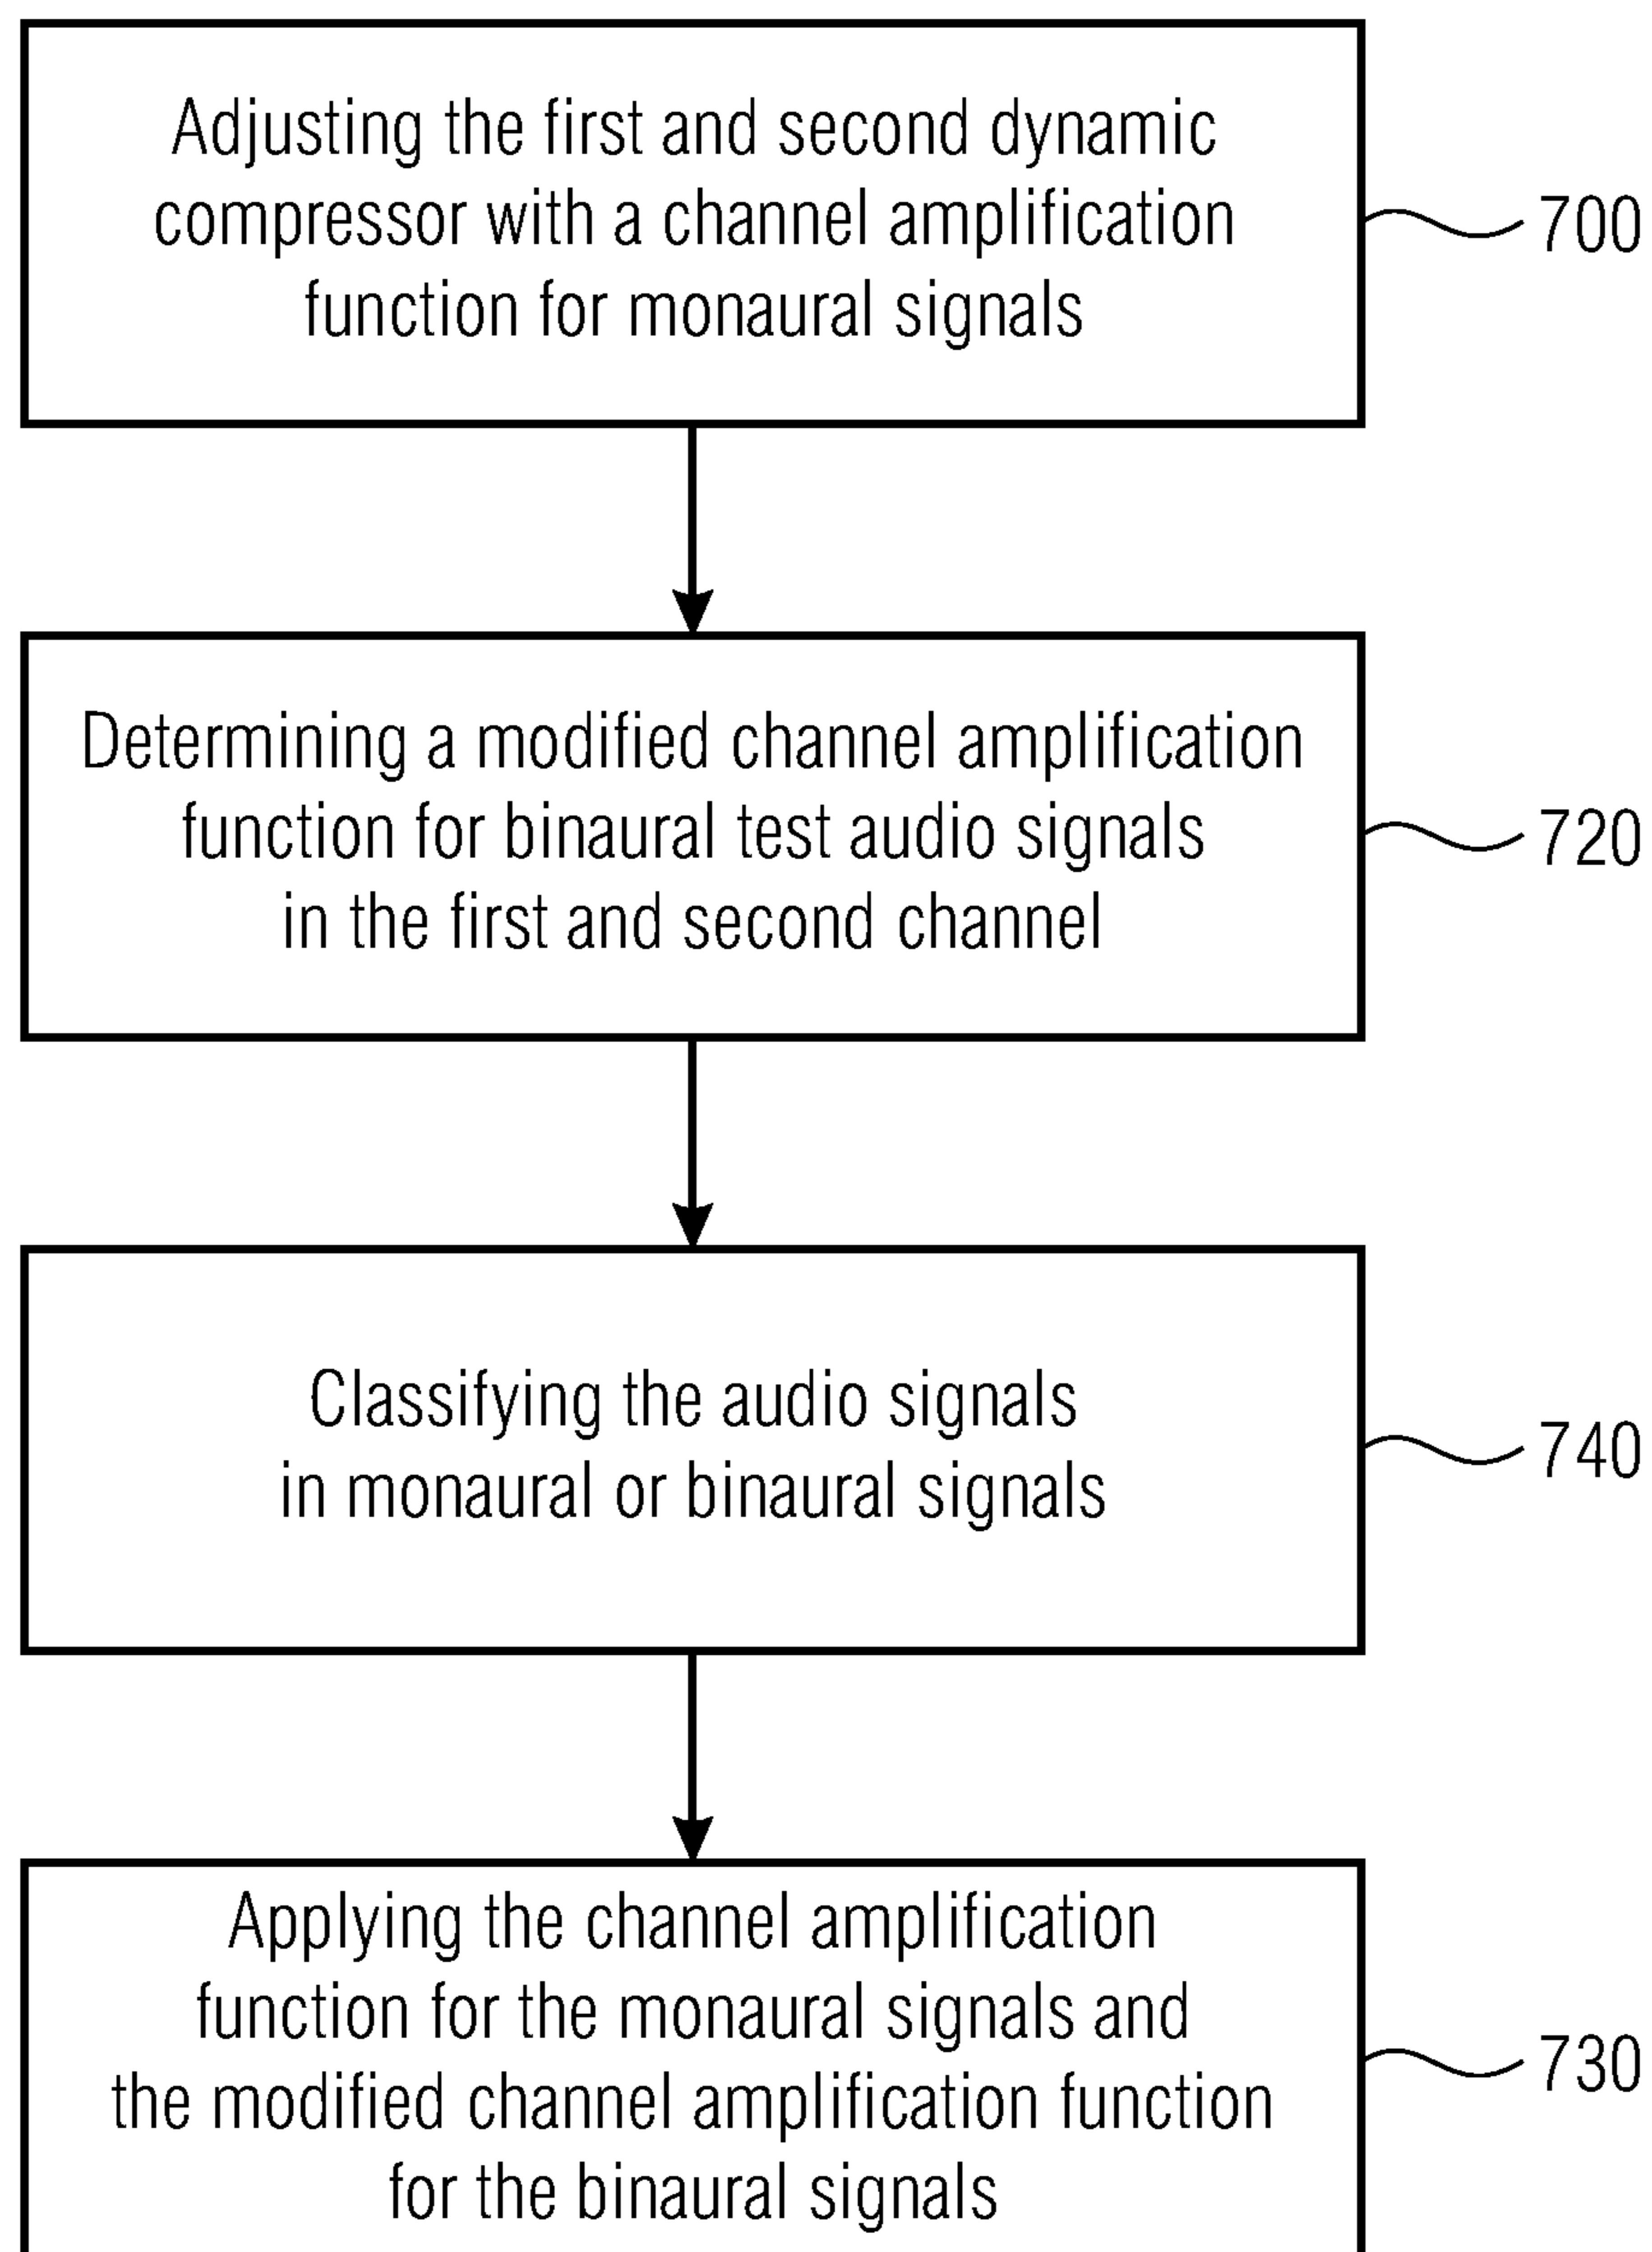 Adjusting the first and second dynamic
compressor with a channel amplification
function for monaural signals
700
Determining a modified channel amplification
function for binaural test audio signals
in the first and second channel
720
Classifying the audio signals
in monaural or binaural signals
740
Applying the channel amplification
function for the monaural signals and
the modified channel amplification function
for the binaural signals
730